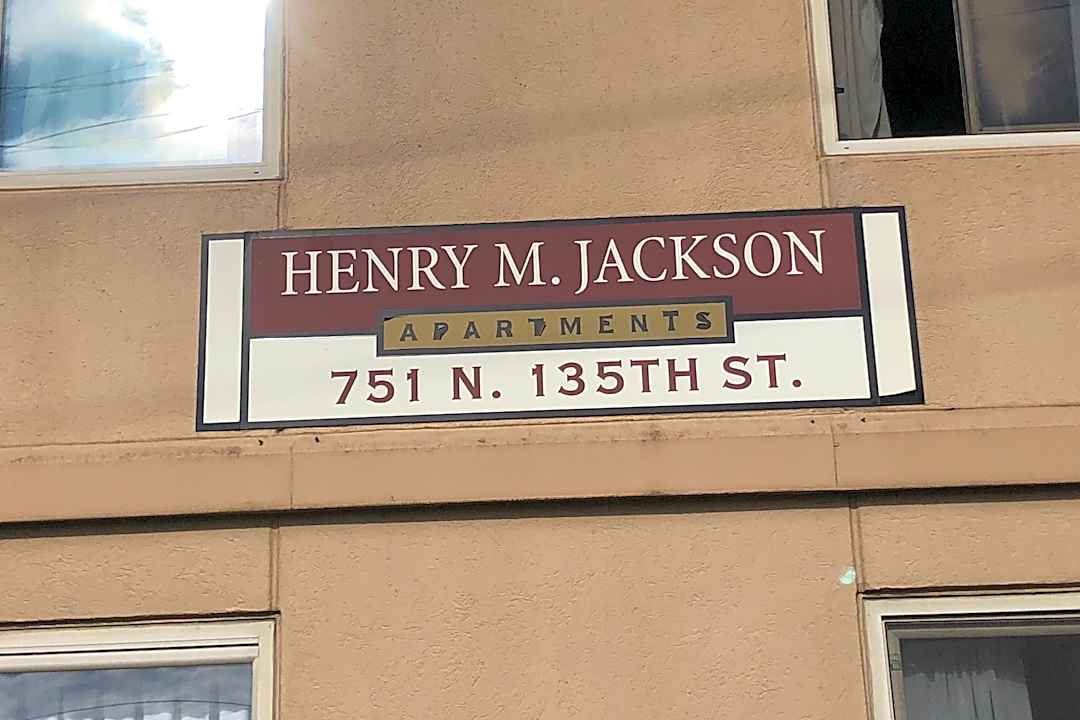 HENRY M. JACKSON
APARTMENTS
751 N. 135TH ST.